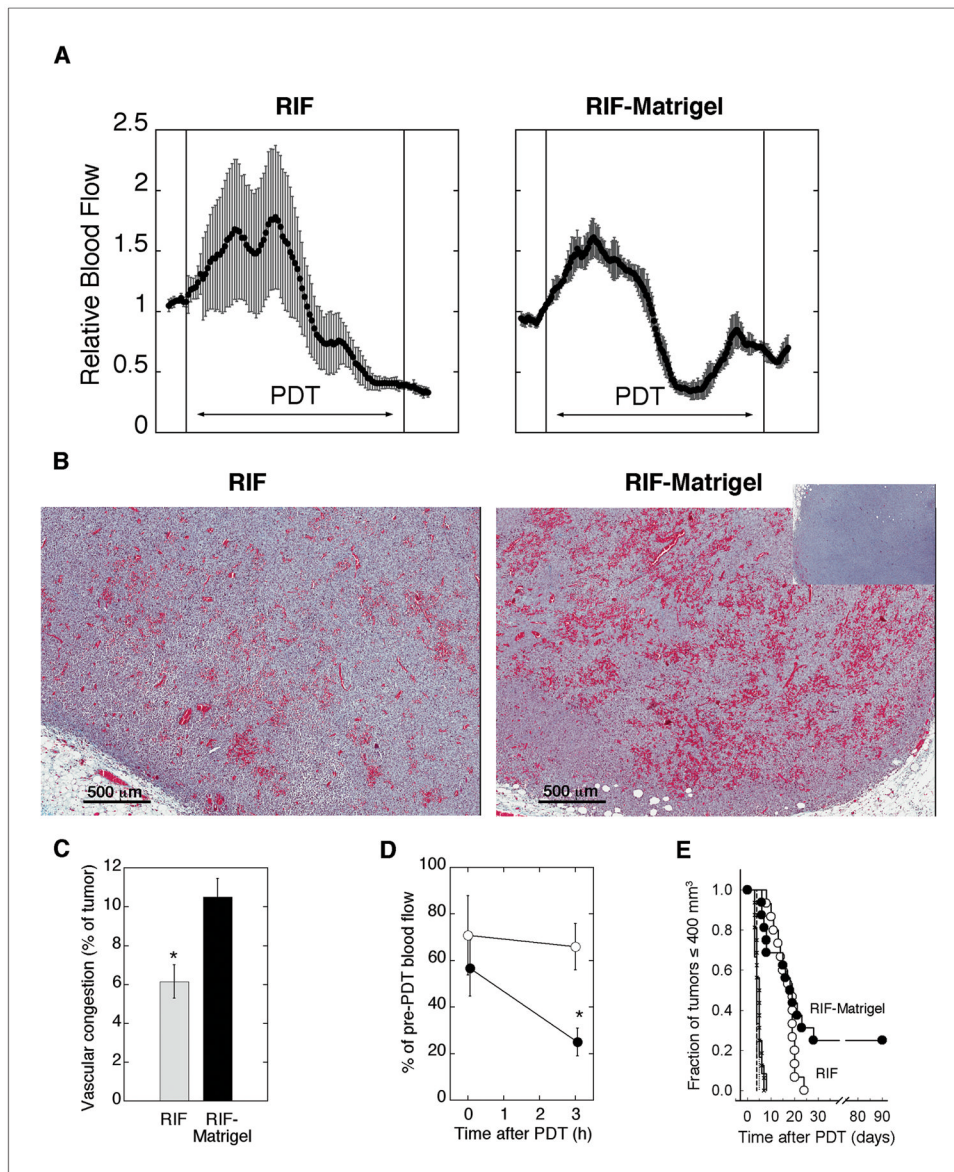 A
RIF
RIF-Matrigel
Relative Blood Flow
2.5
2
1.5
1
0.5
0
PDT
PDT
B
RIF
RIF-Matrigel
500 μm
500 μm
C
Vascular congestion (% of tumor)
12
10
8
6
4
2
0
*
RIF
RIF-
Matrigel
D
% of pre-PDT blood flow
100
80
60
40
20
0
*
0 1 2 3
Time after PDT (h)
E
Fraction of tumors ≤ 400 mm³
1.0
0.8
0.6
0.4
0.2
0.0
RIF-Matrigel
RIF
0 10 20 30 80 90
Time after PDT (days)